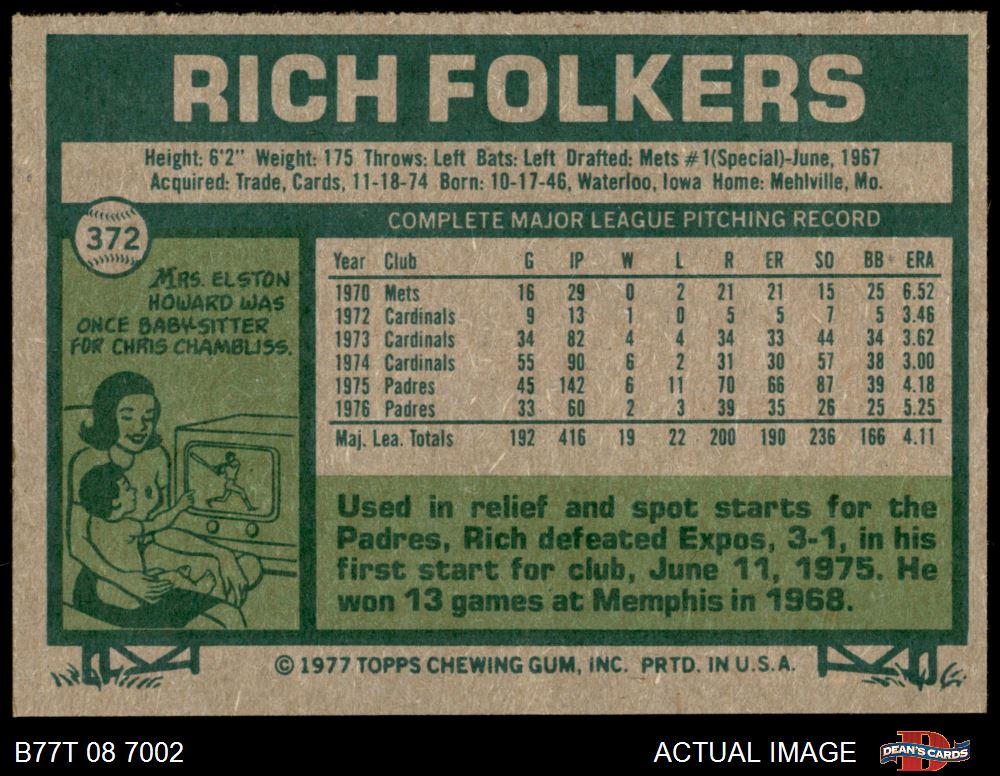 RICH FOLKERS
Height: 6'2" Weight: 175 Throws: Left Bats: Left Drafted: Mets #1(Special)-June, 1967
Acquired: Trade, Cards, 11-18-74 Born: 10-17-46, Waterloo, Iowa Home: Mehlville, Mo.
372
MRS. ELSTON
HOWARD WAS
ONCE BABY-SITTER
FOR CHRIS CHAMBLISS.
COMPLETE MAJOR LEAGUE PITCHING RECORD
Year Club G IP W L R ER SO BB ERA
1970 Mets 16 29 0 2 21 21 15 25 6.52
1972 Cardinals 9 13 1 0 5 5 7 5 3.46
1973 Cardinals 34 82 4 4 34 33 44 34 3.62
1974 Cardinals 55 90 6 2 31 30 57 38 3.00
1975 Padres 45 142 6 11 70 66 87 39 4.18
1976 Padres 33 60 2 3 39 35 26 25 5.25
Maj. Lea. Totals 192 416 19 22 200 190 236 166 4.11
Used in relief and spot starts for the
Padres, Rich defeated Expos, 3-1, in his
first start for club, June 11, 1975. He
won 13 games at Memphis in 1968.
© 1977 TOPPS CHEWING GUM, INC. PRTD. IN U.S.A.
B77T 08 7002
ACTUAL IMAGE
D
DEAN'S CARDS